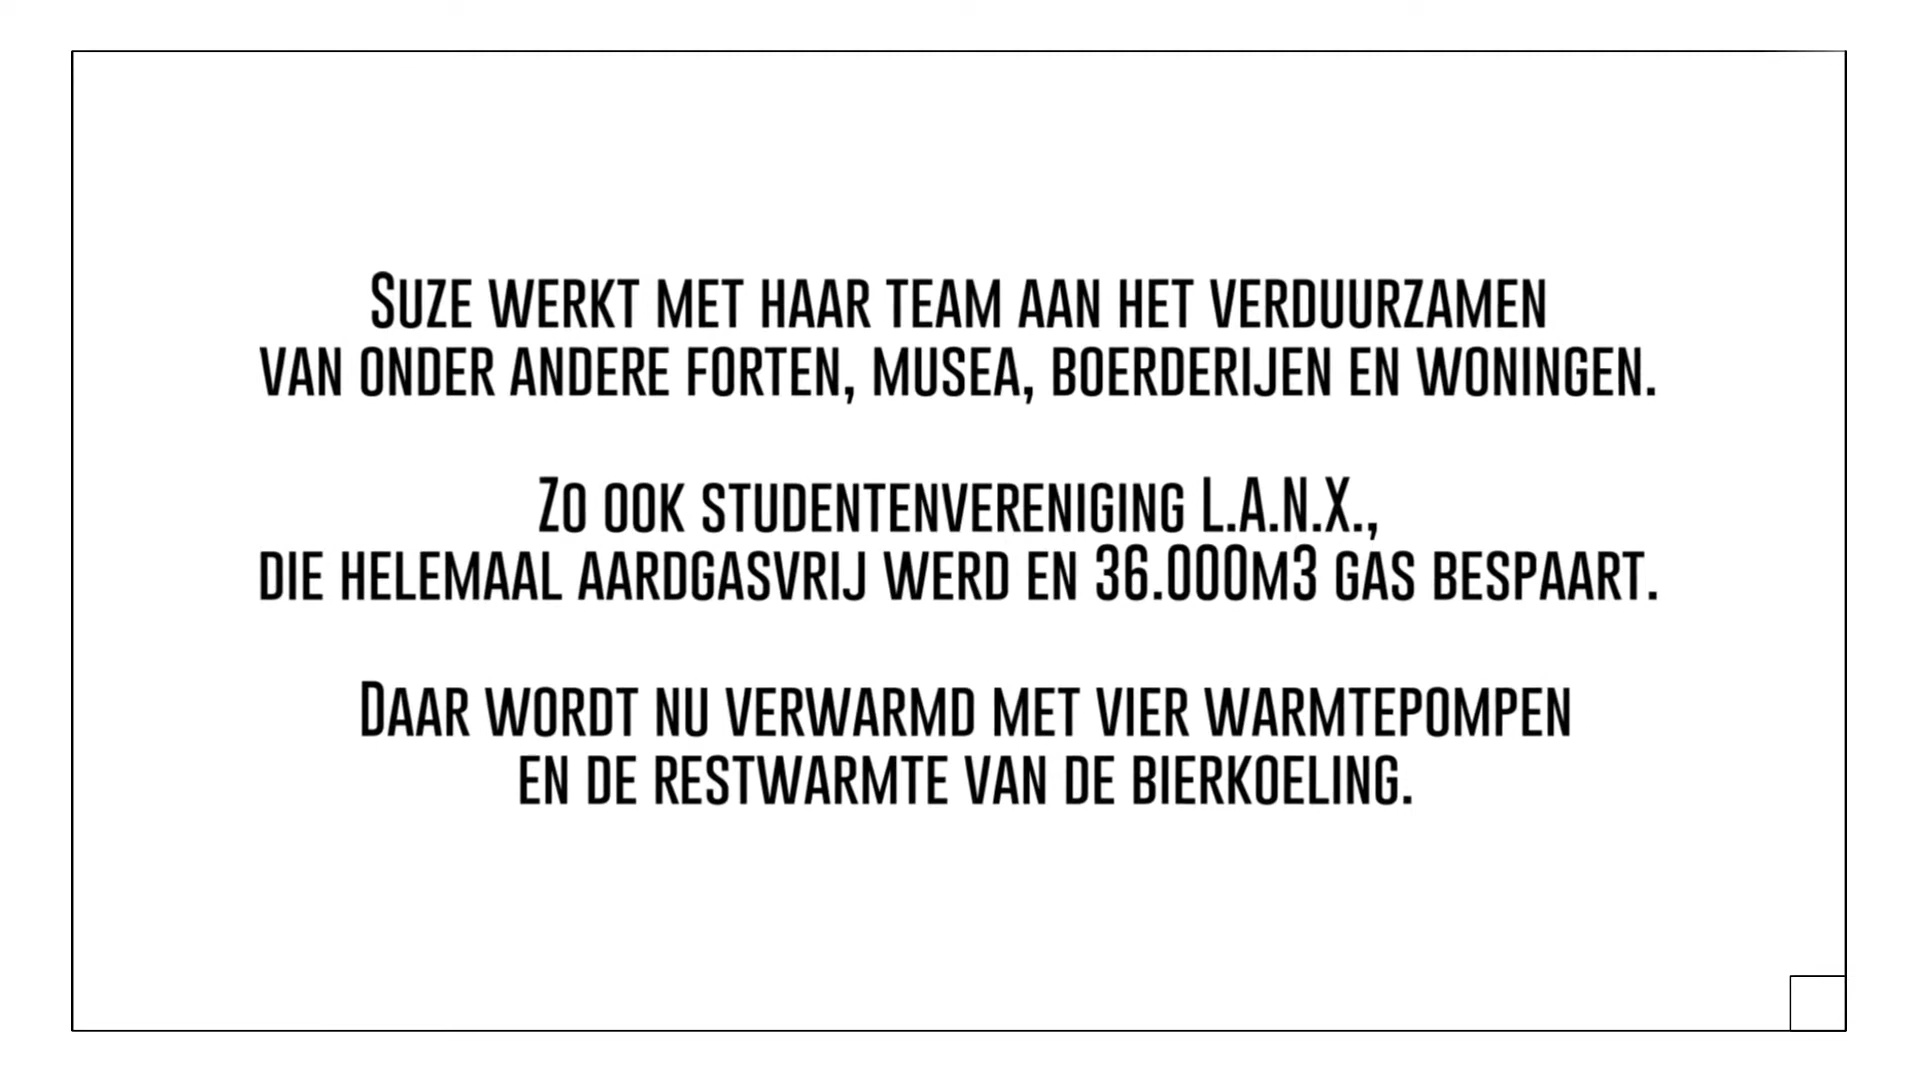 Suze werkt met haar team aan het verduurzamen
van onder andere forten, musea, boerderijen en woningen.
Zo ook studentenvereniging L.A.N.X.,
die helemaal aardgasvrij werd en 36.000m3 gas bespaart.
Daar wordt nu verwarmd met vier warmtepompen
en de restwarmte van de bierkoeling.